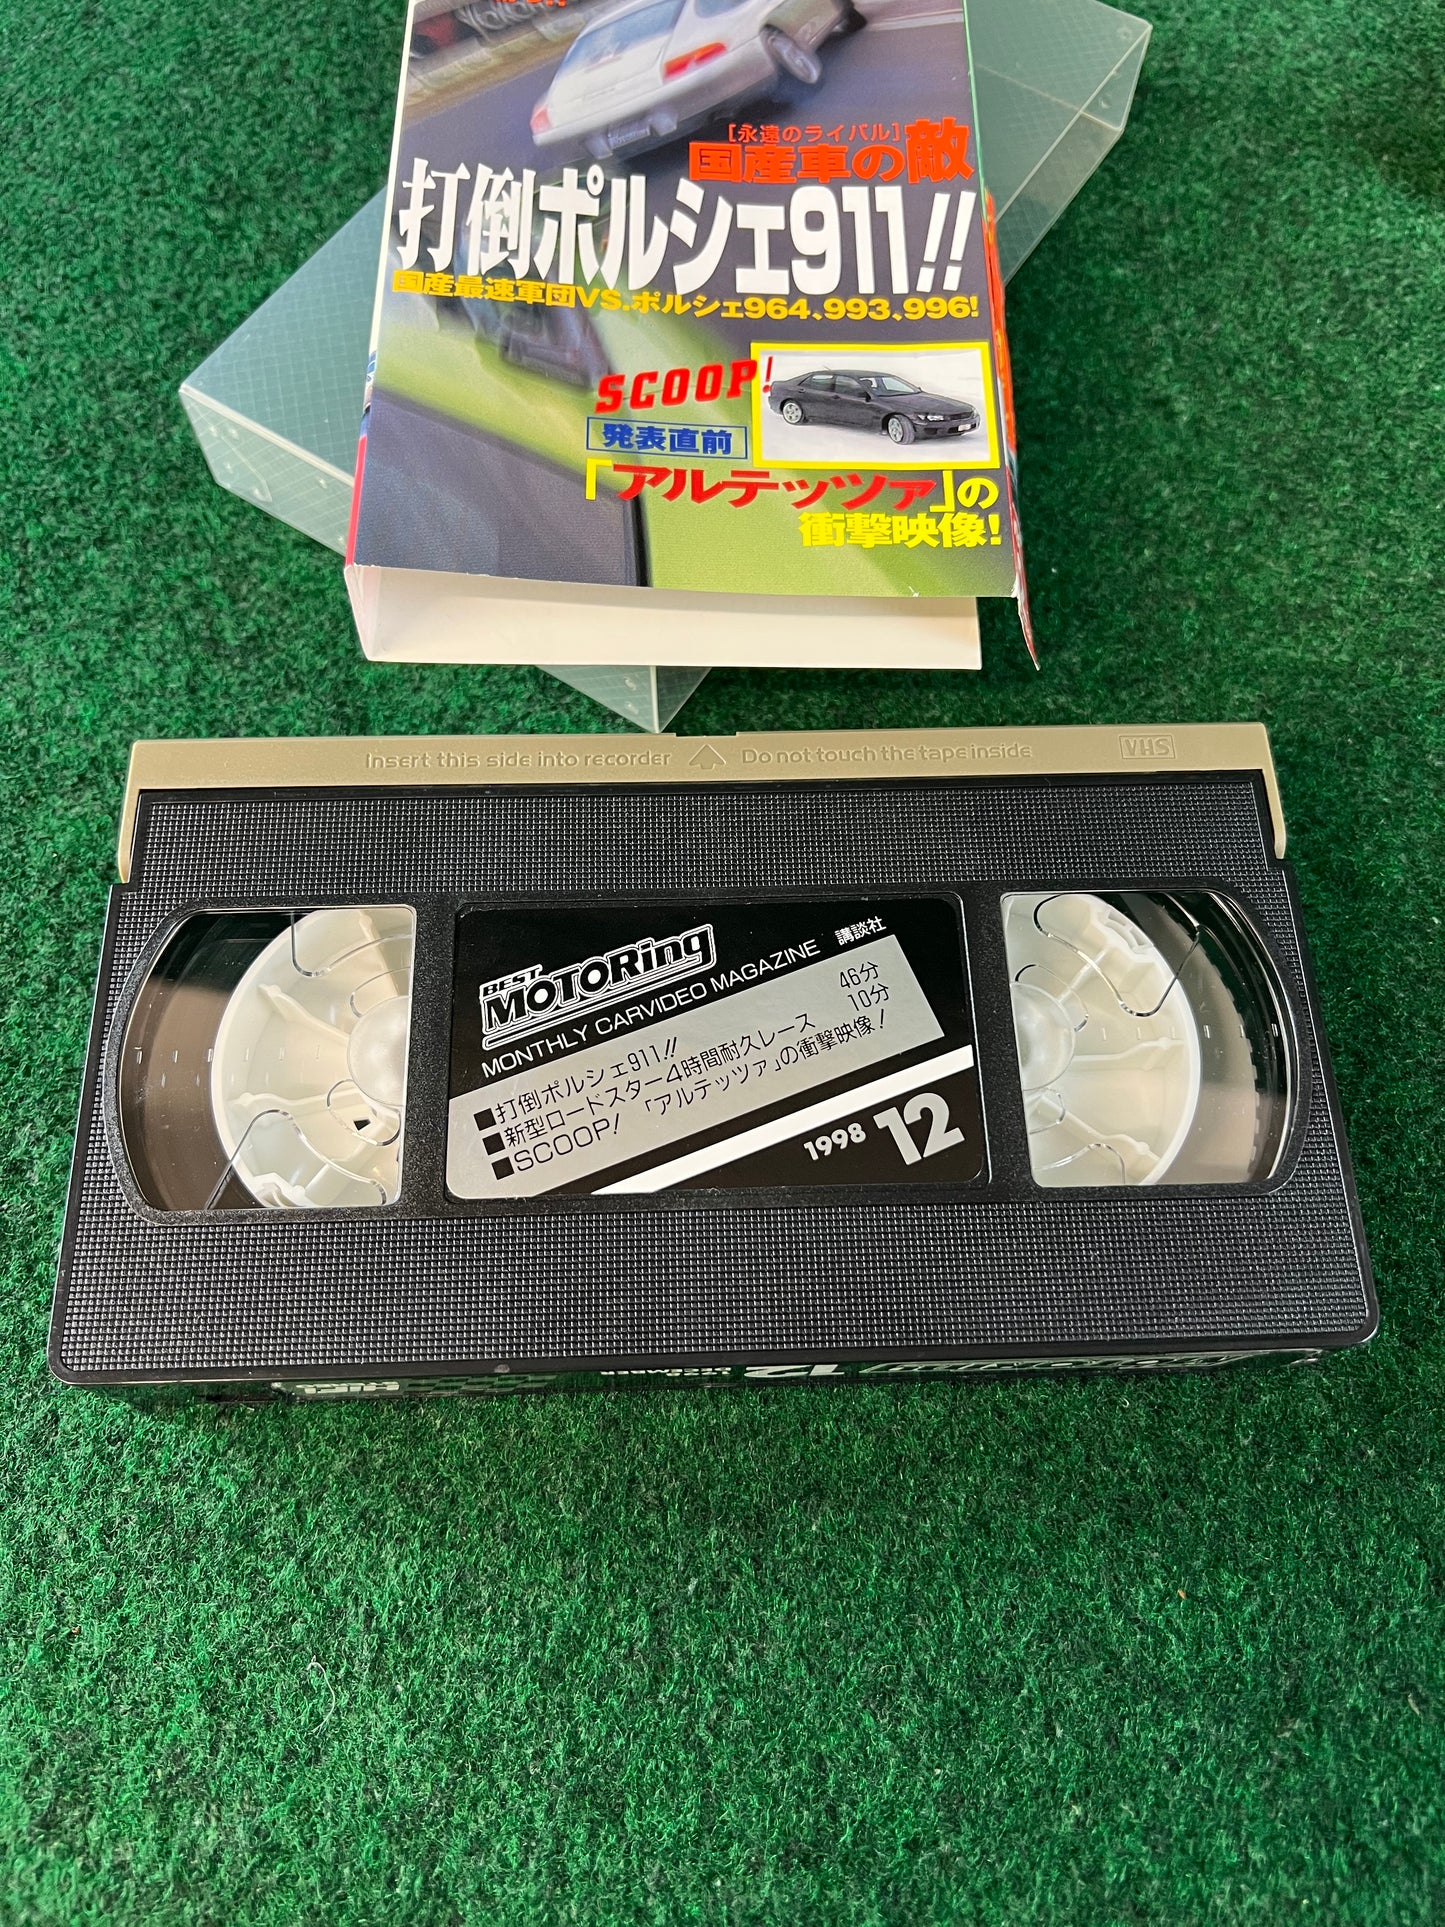 [永遠のライバル]
国産車の敵
打倒ポルシェ911!!
国産最速軍団VS.ポルシェ964、993、996!
SCOOP!
発表直前
「アルテッツァ」の
衝撃映像!
Insert this side into recorder Do not touch the tape inside VHS
BEST
MOTORing
MONTHLY CARVIDEO MAGAZINE 講談社
■打倒ポルシェ911!! 46分
■新型ロードスター4時間耐久レース 10分
■SCOOP!「アルテッツァ」の衝撃映像!
1998 12
12